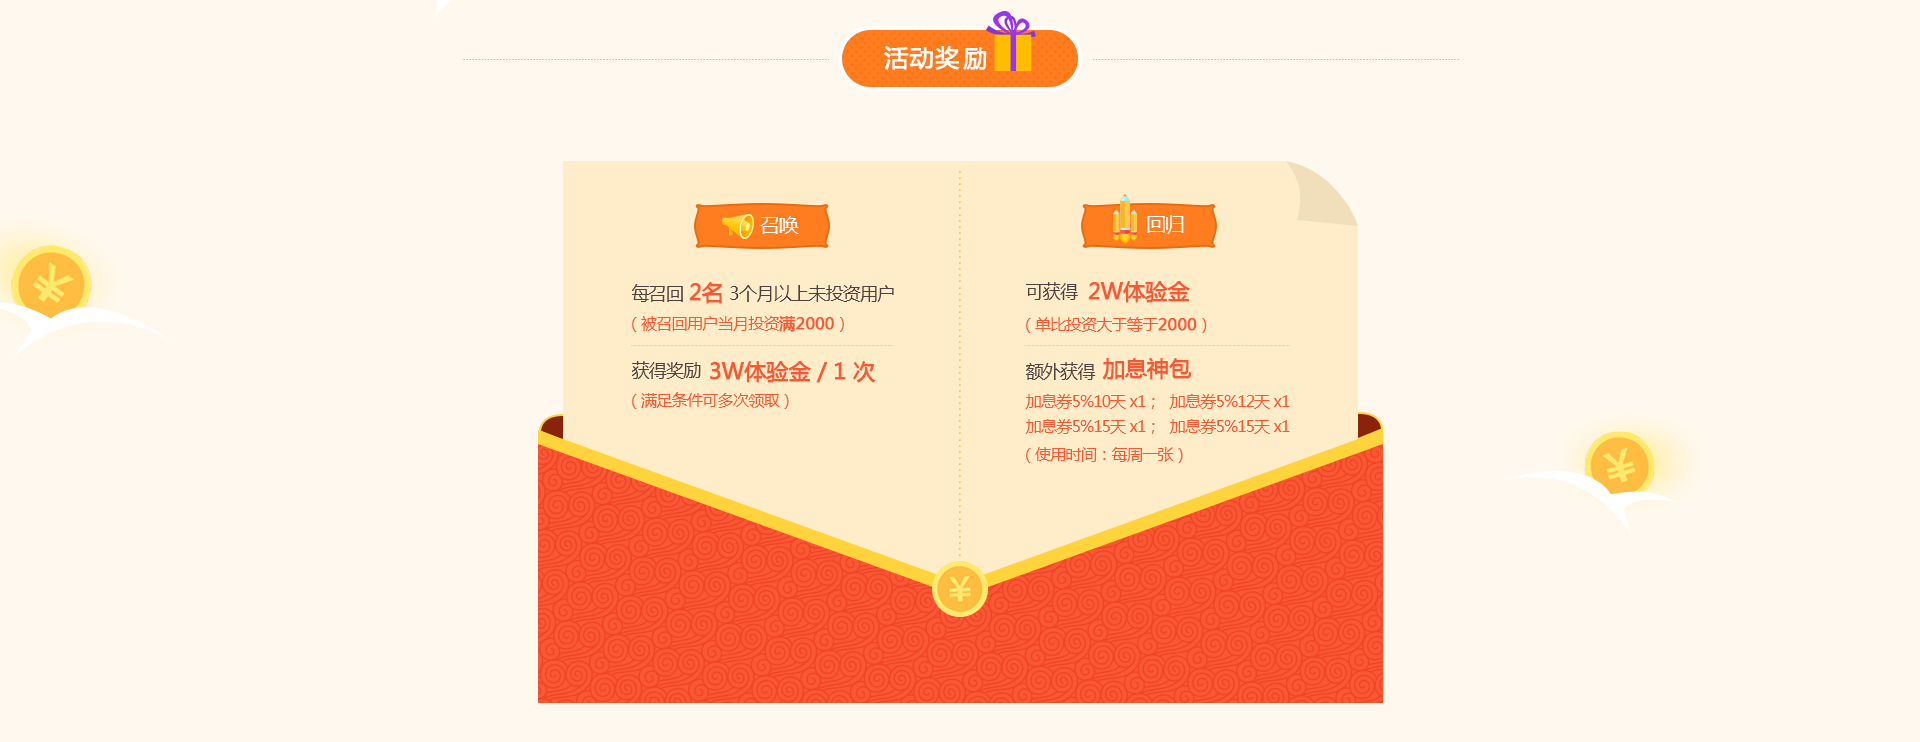 活动奖励
召唤
每召回 2名 3个月以上未投资用户
( 被召回用户当月投资满2000 )
获得奖励 3W体验金 / 1 次
( 满足条件可多次领取 )
回归
可获得 2W体验金
( 单比投资大于等于2000 )
额外获得 加息神包
加息券5%10天 x1； 加息券5%12天 x1
加息券5%15天 x1； 加息券5%15天 x1
( 使用时间：每周一张 )